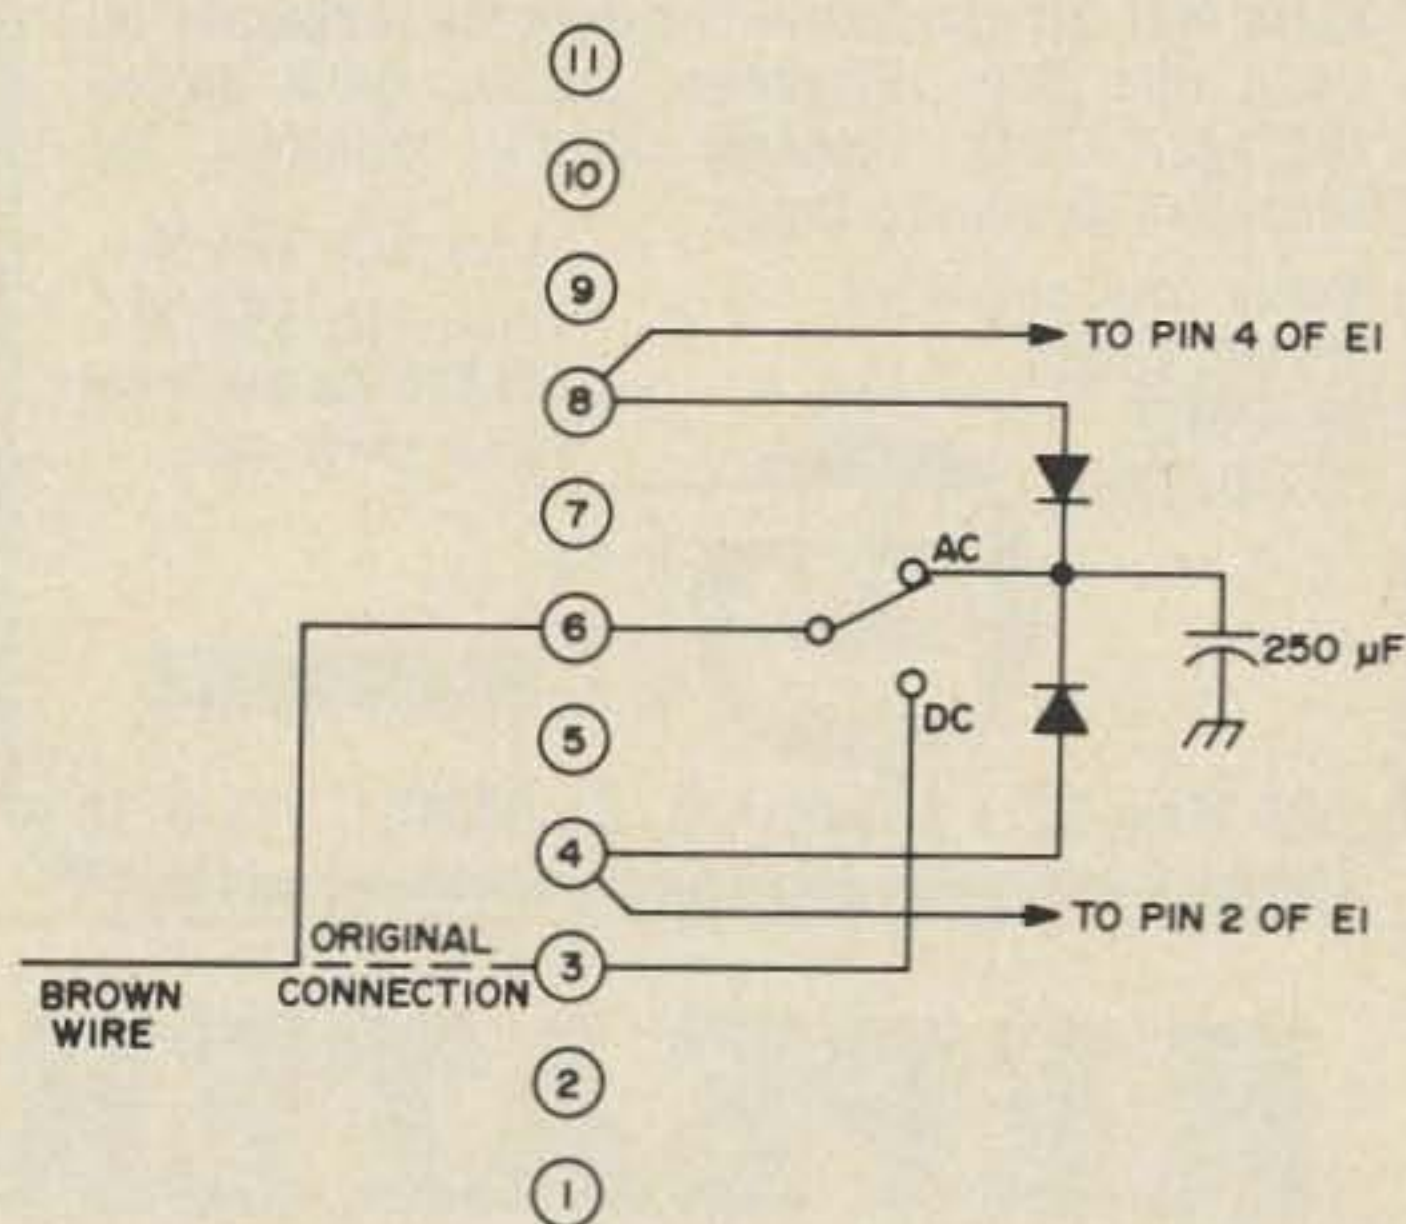 11
10
9
TO PIN 4 OF E1
8
7
AC
6
250 µF
5
DC
4
TO PIN 2 OF E1
ORIGINAL
3
CONNECTION
BROWN
WIRE
2
1